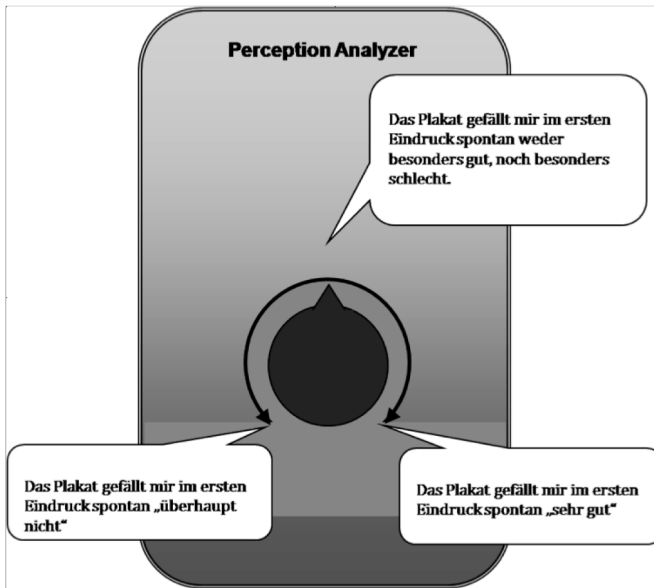 Perception Analyzer
Das Plakat gefällt mir im ersten
Eindruck spontan weder
besonders gut, noch besonders
schlecht.
Das Plakat gefällt mir im ersten
Eindruck spontan „überhaupt
nicht“
Das Plakat gefällt mir im ersten
Eindruck spontan „sehr gut“